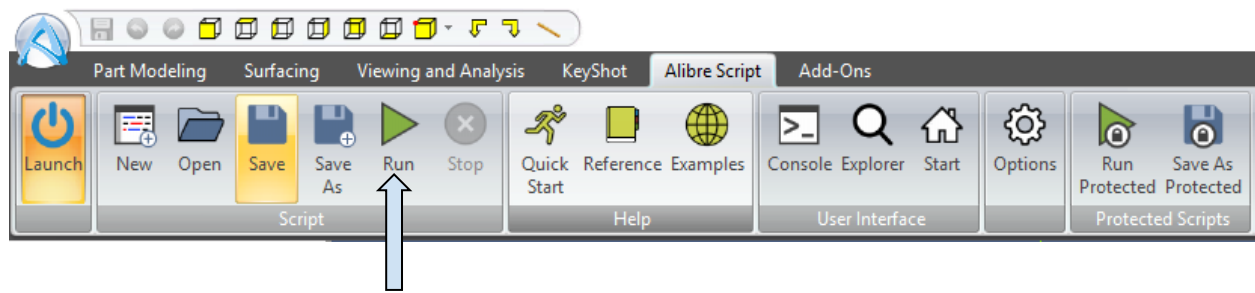 Part Modeling Surfacing Viewing and Analysis KeyShot Alibre Script Add-Ons
Launch
New Open Save Save As Run Stop
Script
Quick Start Reference Examples
Help
>_
Console Explorer Start
User Interface
Options
Run Protected Save As Protected
Protected Scripts